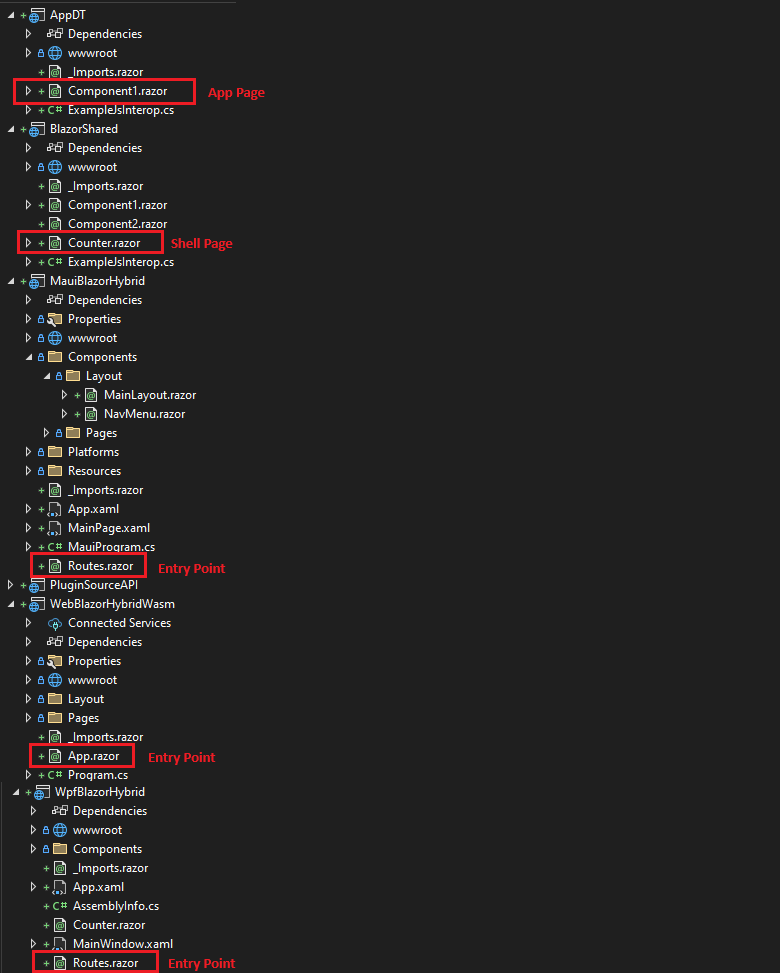 AppDT
Dependencies
wwwroot
_Imports.razor
Component1.razor App Page
C# ExampleJsInterop.cs
BlazorShared
Dependencies
wwwroot
_Imports.razor
Component1.razor
Component2.razor
Counter.razor Shell Page
C# ExampleJsInterop.cs
MauiBlazorHybrid
Dependencies
Properties
wwwroot
Components
Layout
MainLayout.razor
NavMenu.razor
Pages
Platforms
Resources
_Imports.razor
App.xaml
MainPage.xaml
C# MauiProgram.cs
Routes.razor Entry Point
PluginSourceAPI
WebBlazorHybridWasm
Connected Services
Dependencies
Properties
wwwroot
Layout
Pages
_Imports.razor
App.razor Entry Point
C# Program.cs
WpfBlazorHybrid
Dependencies
wwwroot
Components
_Imports.razor
App.xaml
C# AssemblyInfo.cs
Counter.razor
MainWindow.xaml
Routes.razor Entry Point